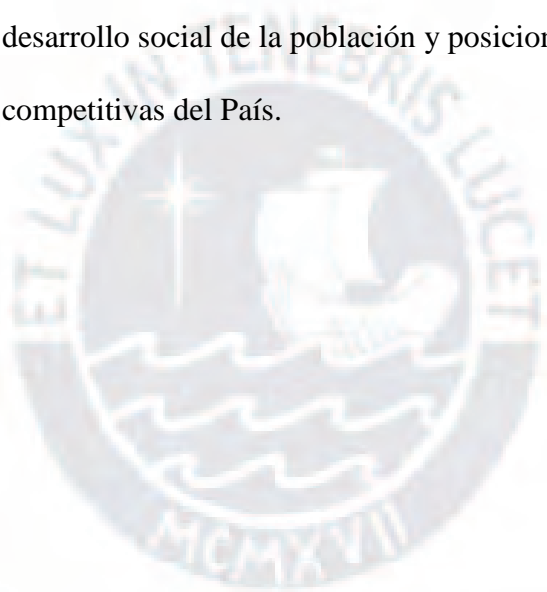 desarrollo social de la población y posicion
competitivas del País.
ET LUX IN TENEBRIS LUCET
MCMXVII